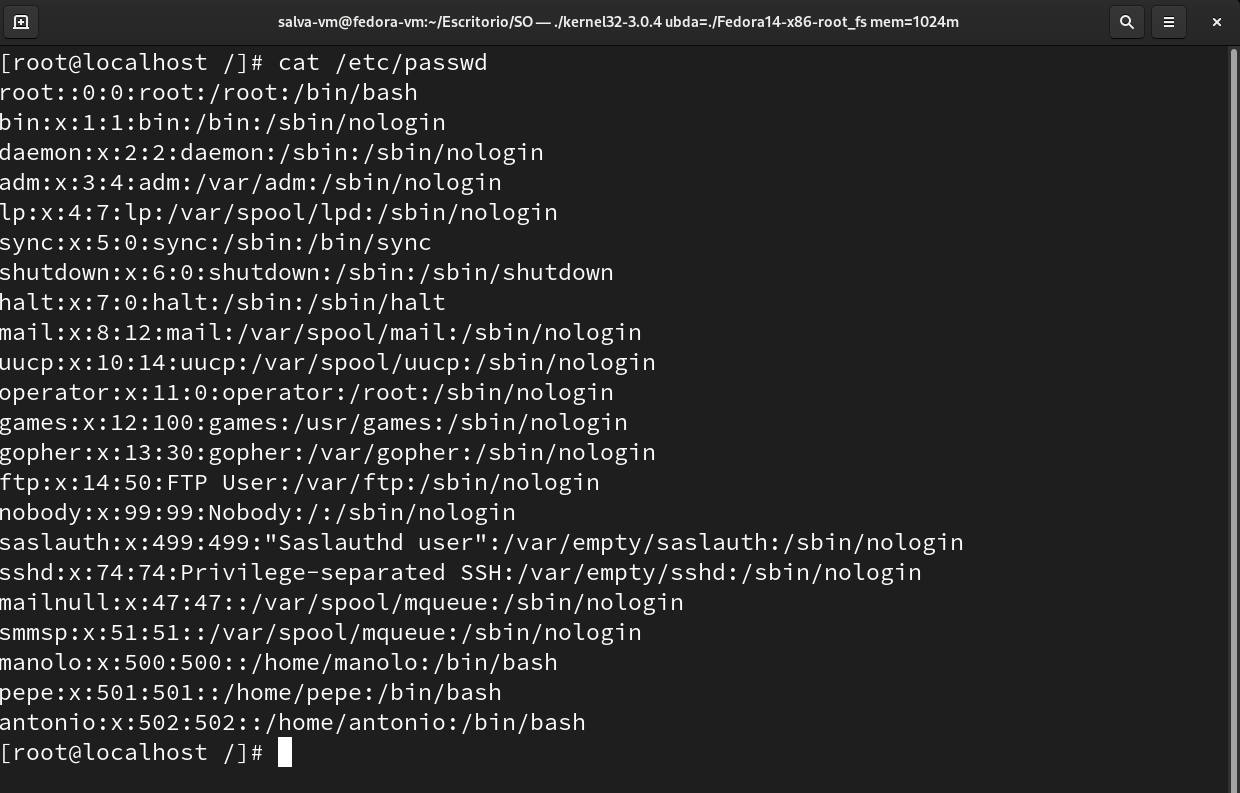 salva-vm@fedora-vm:~/Escritorio/SO — ./kernel32-3.0.4 ubda=./Fedora14-x86-root_fs mem=1024m
[root@localhost /]# cat /etc/passwd
root::0:0:root:/root:/bin/bash
bin:x:1:1:bin:/bin:/sbin/nologin
daemon:x:2:2:daemon:/sbin:/sbin/nologin
adm:x:3:4:adm:/var/adm:/sbin/nologin
lp:x:4:7:lp:/var/spool/lpd:/sbin/nologin
sync:x:5:0:sync:/sbin:/bin/sync
shutdown:x:6:0:shutdown:/sbin:/sbin/shutdown
halt:x:7:0:halt:/sbin:/sbin/halt
mail:x:8:12:mail:/var/spool/mail:/sbin/nologin
uucp:x:10:14:uucp:/var/spool/uucp:/sbin/nologin
operator:x:11:0:operator:/root:/sbin/nologin
games:x:12:100:games:/usr/games:/sbin/nologin
gopher:x:13:30:gopher:/var/gopher:/sbin/nologin
ftp:x:14:50:FTP User:/var/ftp:/sbin/nologin
nobody:x:99:99:Nobody:/:/sbin/nologin
saslauth:x:499:499:"Saslauthd user":/var/empty/saslauth:/sbin/nologin
sshd:x:74:74:Privilege-separated SSH:/var/empty/sshd:/sbin/nologin
mailnull:x:47:47::/var/spool/mqueue:/sbin/nologin
smmsp:x:51:51::/var/spool/mqueue:/sbin/nologin
manolo:x:500:500::/home/manolo:/bin/bash
pepe:x:501:501::/home/pepe:/bin/bash
antonio:x:502:502::/home/antonio:/bin/bash
[root@localhost /]#